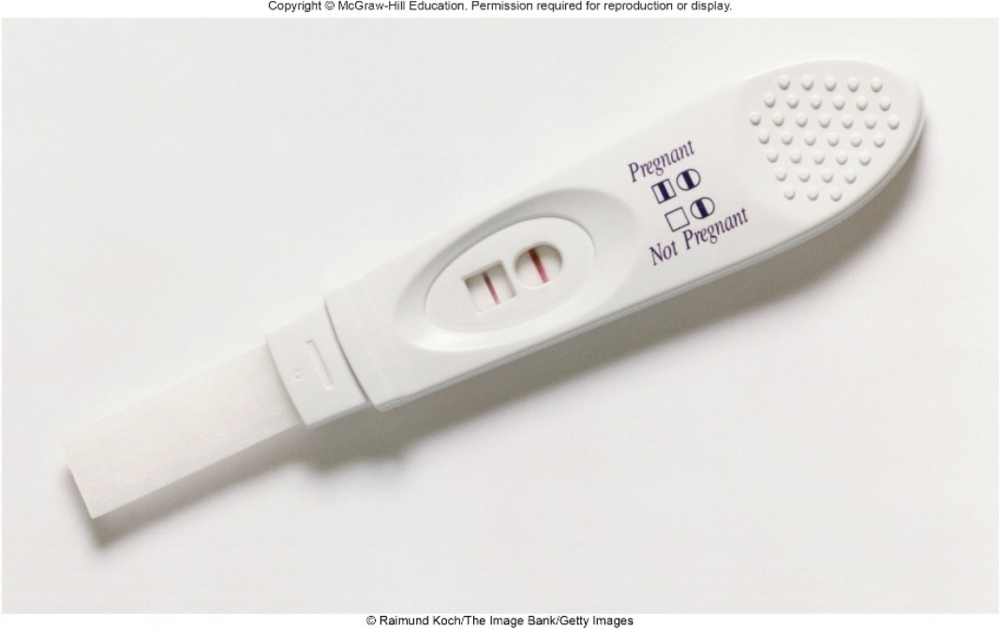 Copyright © McGraw-Hill Education. Permission required for reproduction or display.
Pregnant
Not Pregnant
© Raimund Koch/The Image Bank/Getty Images